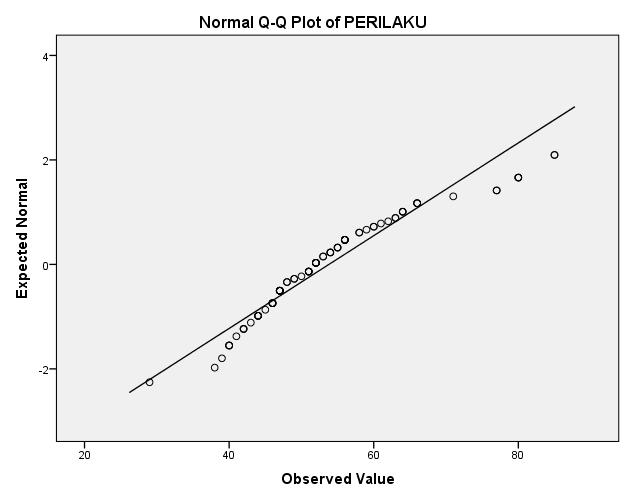 Normal Q-Q Plot of PERILAKU
4
2
0
-2
Expected Normal
20 40 60 80
Observed Value